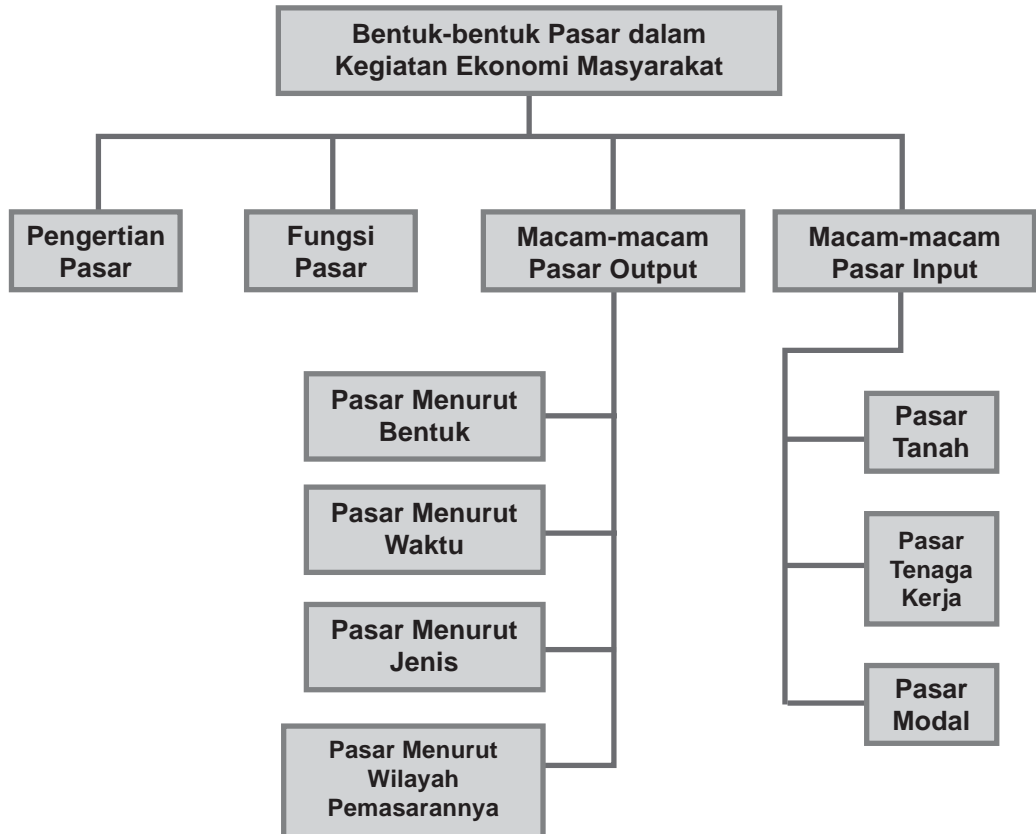 Bentuk-bentuk Pasar dalam
Kegiatan Ekonomi Masyarakat
Pengertian
Pasar
Fungsi
Pasar
Macam-macam
Pasar Output
Macam-macam
Pasar Input
Pasar Menurut
Bentuk
Pasar Menurut
Waktu
Pasar Menurut
Jenis
Pasar Menurut
Wilayah
Pemasarannya
Pasar
Tanah
Pasar
Tenaga
Kerja
Pasar
Modal